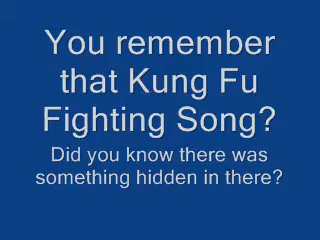 You remember
that Kung Fu
Fighting Song?
Did you know there was
something hidden in there?